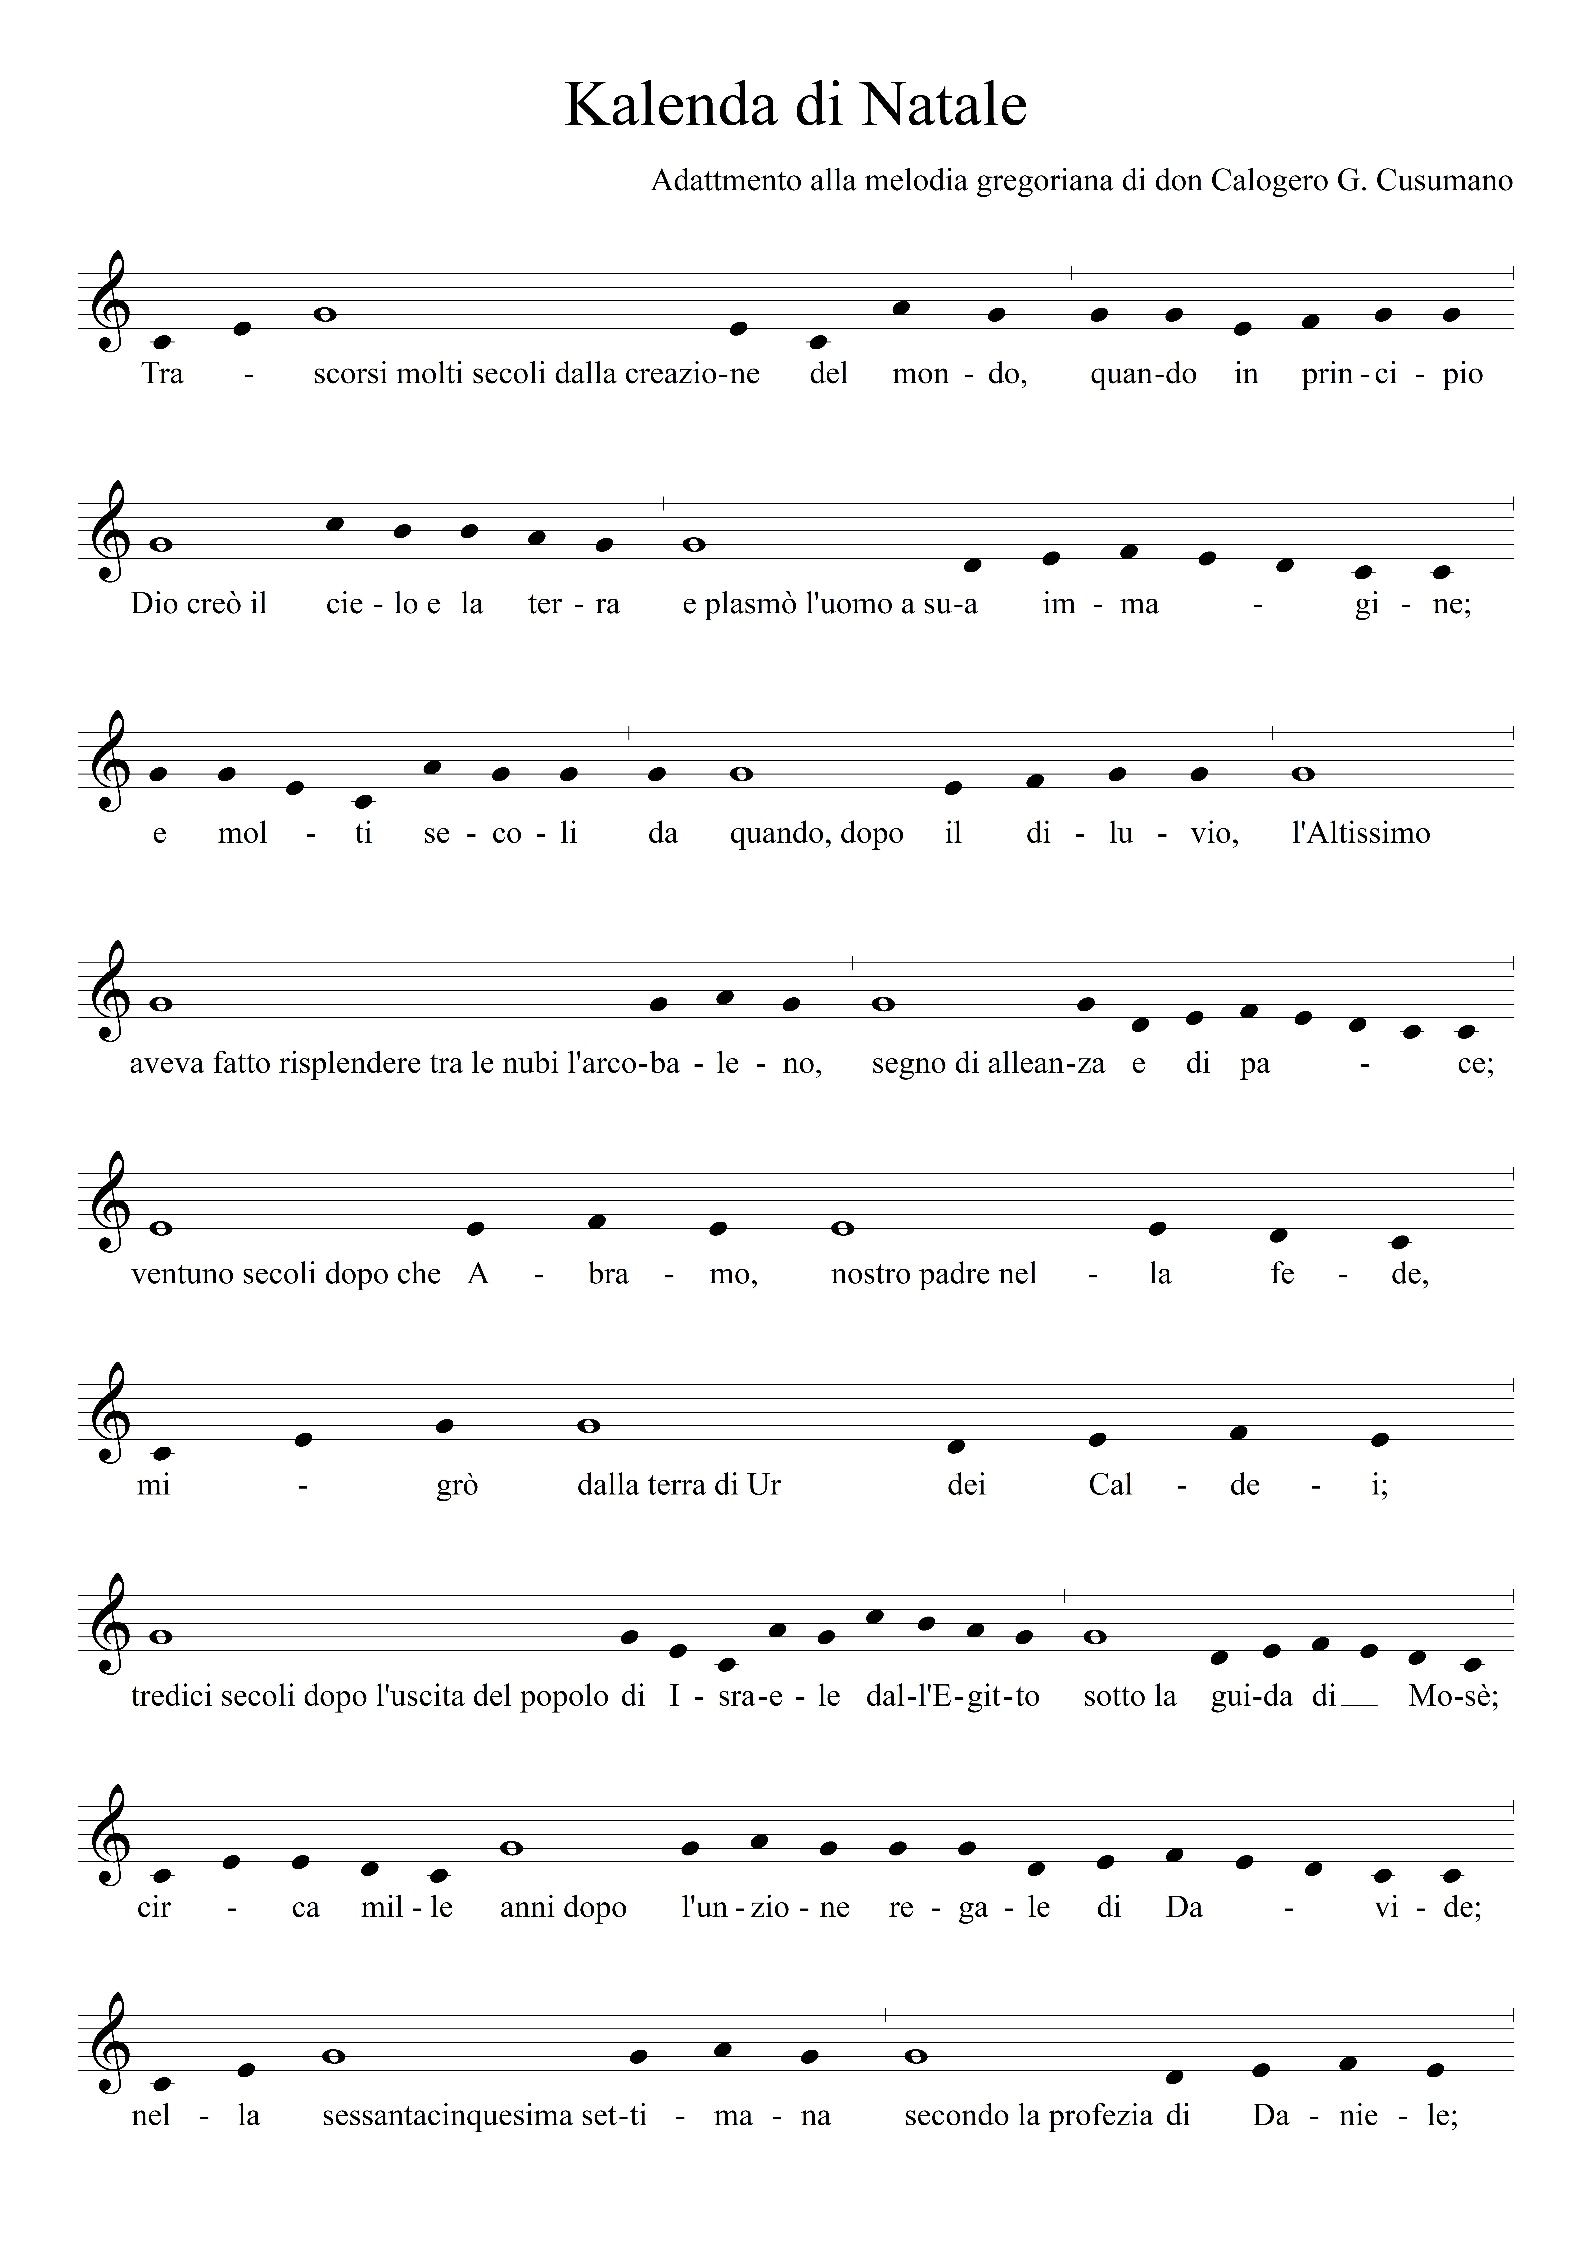 Kalenda di Natale
Adattmento alla melodia gregoriana di don Calogero G. Cusumano
Tra - scorsi molti secoli dalla creazio-ne del mon - do, quan-do in prin - ci - pio
Dio creò il cie - lo e la ter - ra e plasmò l'uomo a su-a im - ma - gi - ne;
e mol - ti se - co - li da quando, dopo il di - lu - vio, l'Altissimo
aveva fatto risplendere tra le nubi l'arco-ba - le - no, segno di allean-za e di pa - ce;
ventuno secoli dopo che A - bra - mo, nostro padre nel - la fe - de,
mi - grò dalla terra di Ur dei Cal - de - i;
tredici secoli dopo l'uscita del popolo di I - sra-e - le dal-l'E-git-to sotto la gui-da di__ Mo-sè;
cir - ca mil - le anni dopo l'un - zio - ne re - ga - le di Da - vi - de;
nel - la sessantacinquesima set-ti - ma - na secondo la profezia di Da - nie - le;